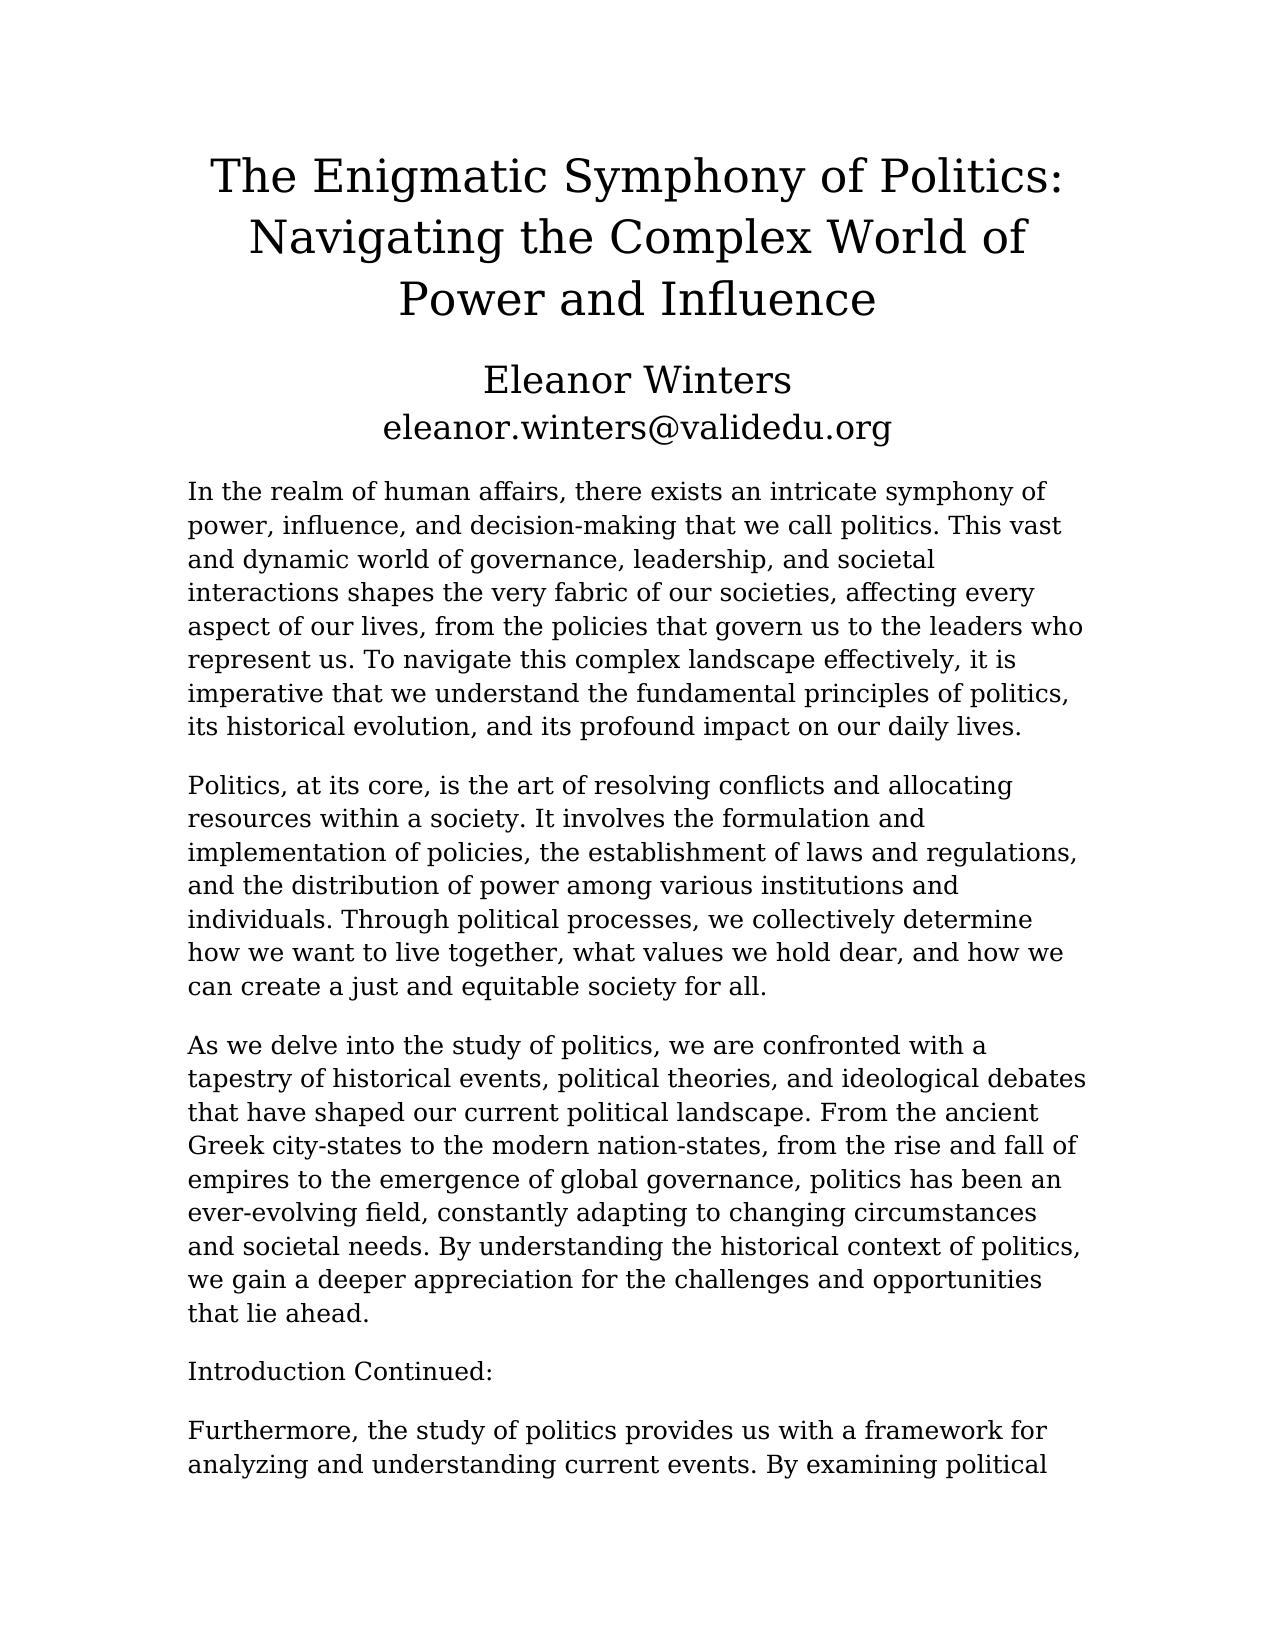 The Enigmatic Symphony of Politics:
Navigating the Complex World of
Power and Influence
Eleanor Winters
eleanor.winters@validedu.org
In the realm of human affairs, there exists an intricate symphony of
power, influence, and decision-making that we call politics. This vast
and dynamic world of governance, leadership, and societal
interactions shapes the very fabric of our societies, affecting every
aspect of our lives, from the policies that govern us to the leaders who
represent us. To navigate this complex landscape effectively, it is
imperative that we understand the fundamental principles of politics,
its historical evolution, and its profound impact on our daily lives.
Politics, at its core, is the art of resolving conflicts and allocating
resources within a society. It involves the formulation and
implementation of policies, the establishment of laws and regulations,
and the distribution of power among various institutions and
individuals. Through political processes, we collectively determine
how we want to live together, what values we hold dear, and how we
can create a just and equitable society for all.
As we delve into the study of politics, we are confronted with a
tapestry of historical events, political theories, and ideological debates
that have shaped our current political landscape. From the ancient
Greek city-states to the modern nation-states, from the rise and fall of
empires to the emergence of global governance, politics has been an
ever-evolving field, constantly adapting to changing circumstances
and societal needs. By understanding the historical context of politics,
we gain a deeper appreciation for the challenges and opportunities
that lie ahead.
Introduction Continued:
Furthermore, the study of politics provides us with a framework for
analyzing and understanding current events. By examining political